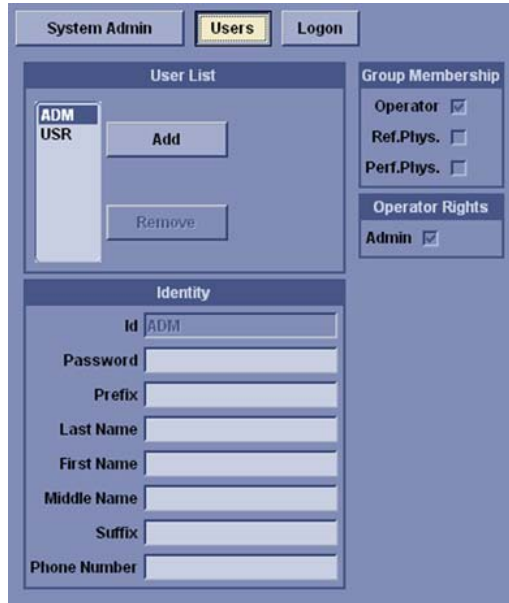 System Admin Users Logon
User List
ADM
USR
Add
Remove
Group Membership
Operator
Ref.Phys.
Perf.Phys.
Operator Rights
Admin
Identity
Id ADM
Password
Prefix
Last Name
First Name
Middle Name
Suffix
Phone Number